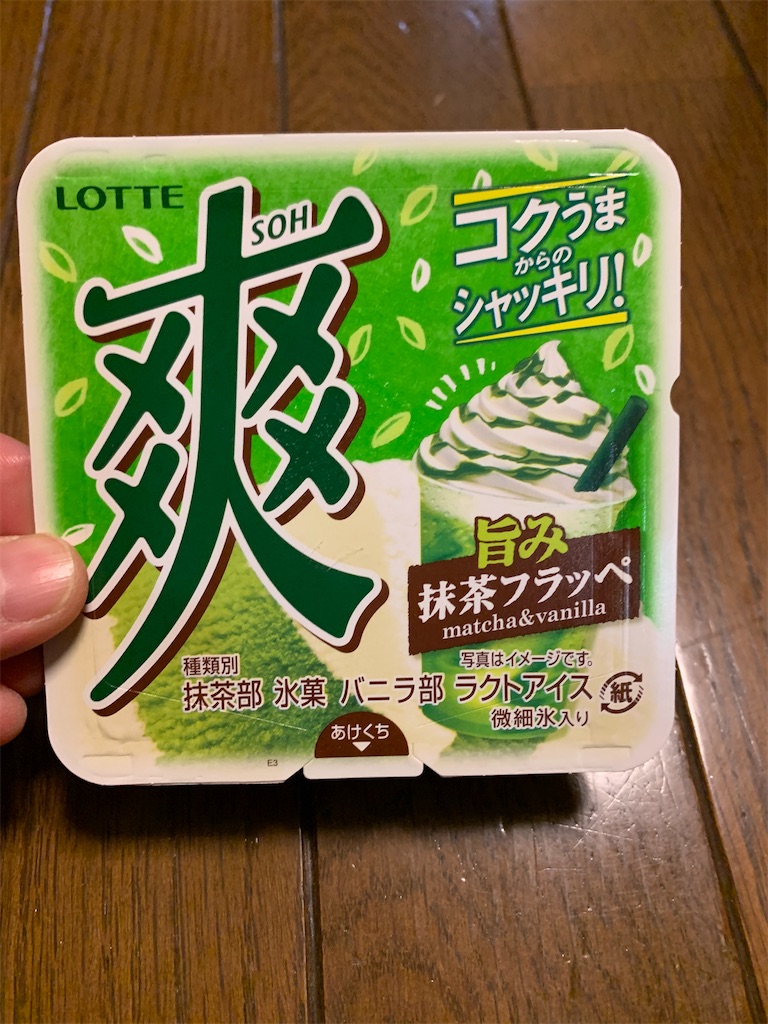 LOTTE
爽
SOH
コクうま
からの
シャッキリ!
旨み
抹茶フラッペ
matcha&vanilla
写真はイメージです。
種類別
抹茶部 氷菓 バニラ部 ラクトアイス
紙
微細氷入り
あけくち
E3